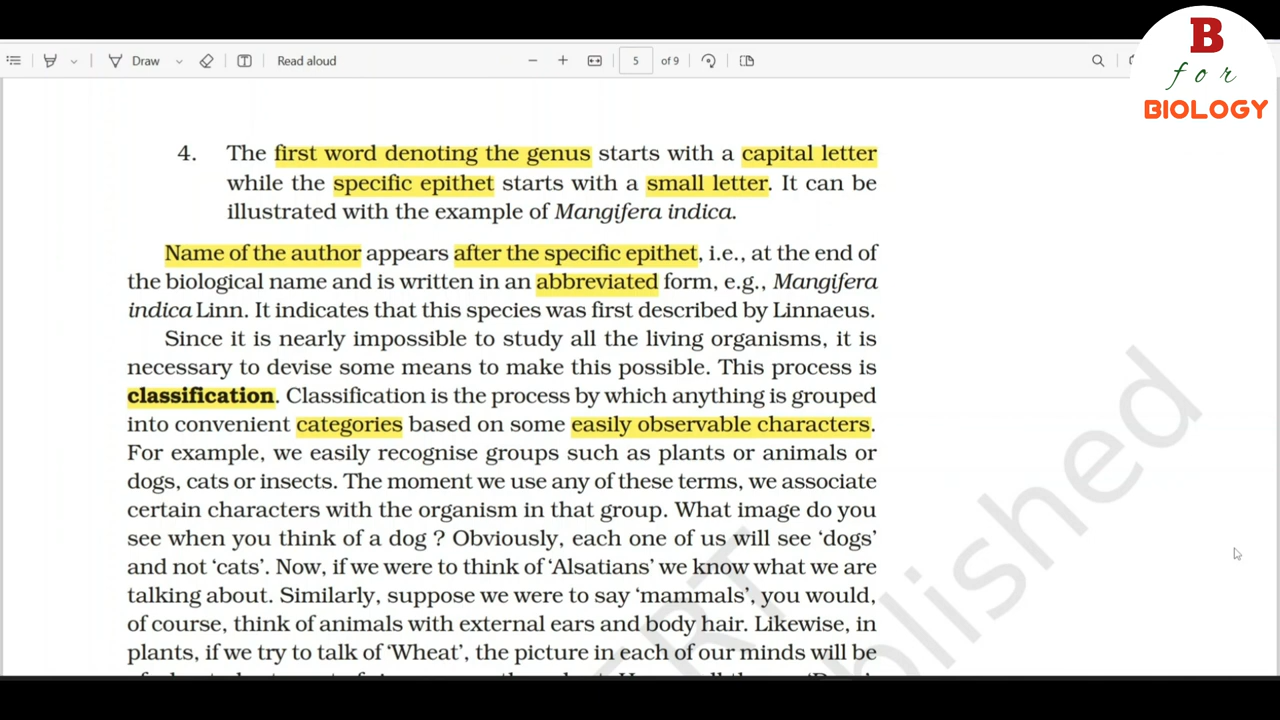 B
for
BIOLOGY
Draw
Read aloud
5
of 9
4. The first word denoting the genus starts with a capital letter
while the specific epithet starts with a small letter. It can be
illustrated with the example of Mangifera indica.
Name of the author appears after the specific epithet, i.e., at the end of
the biological name and is written in an abbreviated form, e.g., Mangifera
indica Linn. It indicates that this species was first described by Linnaeus.
Since it is nearly impossible to study all the living organisms, it is
necessary to devise some means to make this possible. This process is
classification. Classification is the process by which anything is grouped
into convenient categories based on some easily observable characters.
For example, we easily recognise groups such as plants or animals or
dogs, cats or insects. The moment we use any of these terms, we associate
certain characters with the organism in that group. What image do you
see when you think of a dog ? Obviously, each one of us will see ‘dogs’
and not ‘cats’. Now, if we were to think of ‘Alsatians’ we know what we are
talking about. Similarly, suppose we were to say ‘mammals’, you would,
of course, think of animals with external ears and body hair. Likewise, in
plants, if we try to talk of ‘Wheat’, the picture in each of our minds will be